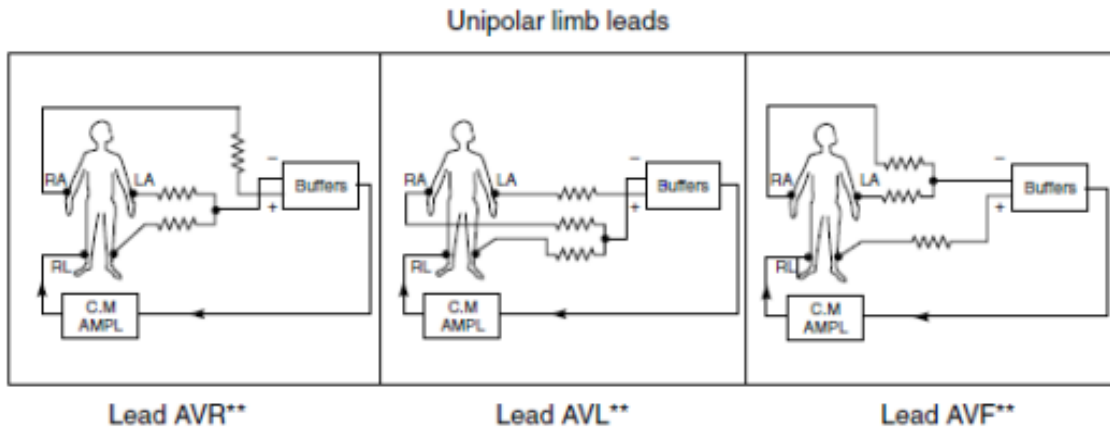 Unipolar limb leads
RA
LA
−
+
Buffers
RL
C.M
AMPL
RA
LA
−
+
Buffers
RL
C.M
AMPL
RA
LA
−
+
Buffers
RL
C.M
AMPL
Lead AVR**
Lead AVL**
Lead AVF**